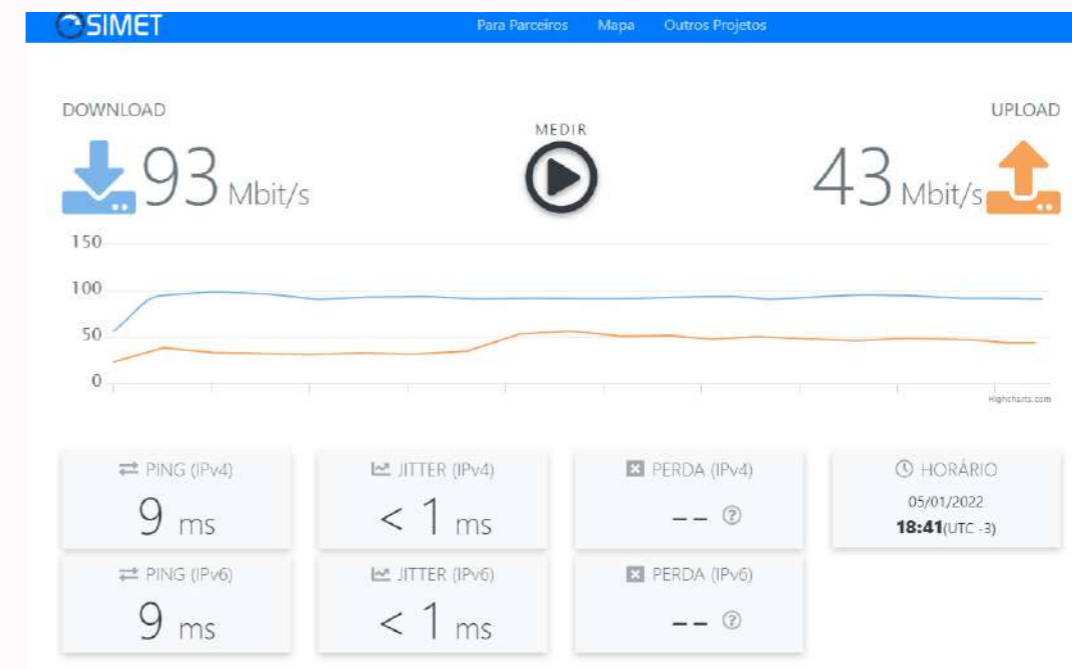 SIMET
Para Parceiros Mapa Outros Projetos
DOWNLOAD
UPLOAD
MEDIR
93 Mbit/s
43 Mbit/s
150
100
50
0
Highcharts.com
PING (IPv4)
9 ms
JITTER (IPv4)
< 1 ms
PERDA (IPv4)
-- ?
HORÁRIO
05/01/2022
18:41(UTC -3)
PING (IPv6)
9 ms
JITTER (IPv6)
< 1 ms
PERDA (IPv6)
-- ?